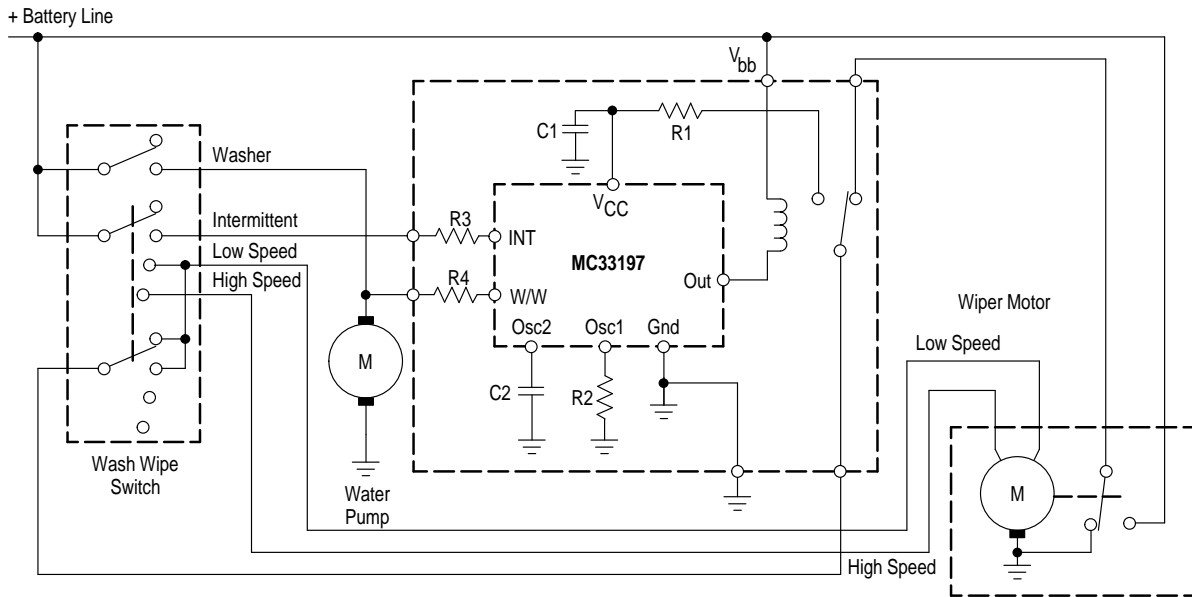 + Battery Line
Vbb
C1
R1
Washer
VCC
Intermittent
R3
INT
Low Speed
MC33197
High Speed
R4
W/W
Out
Osc2
Osc1
Gnd
Wiper Motor
Low Speed
M
C2
R2
Wash Wipe
Switch
Water
Pump
M
High Speed